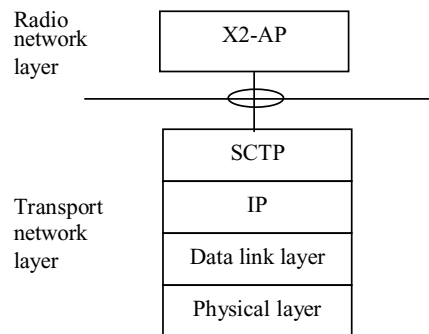 Radio
network
layer
X2-AP
SCTP
Transport
network
layer
IP
Data link layer
Physical layer